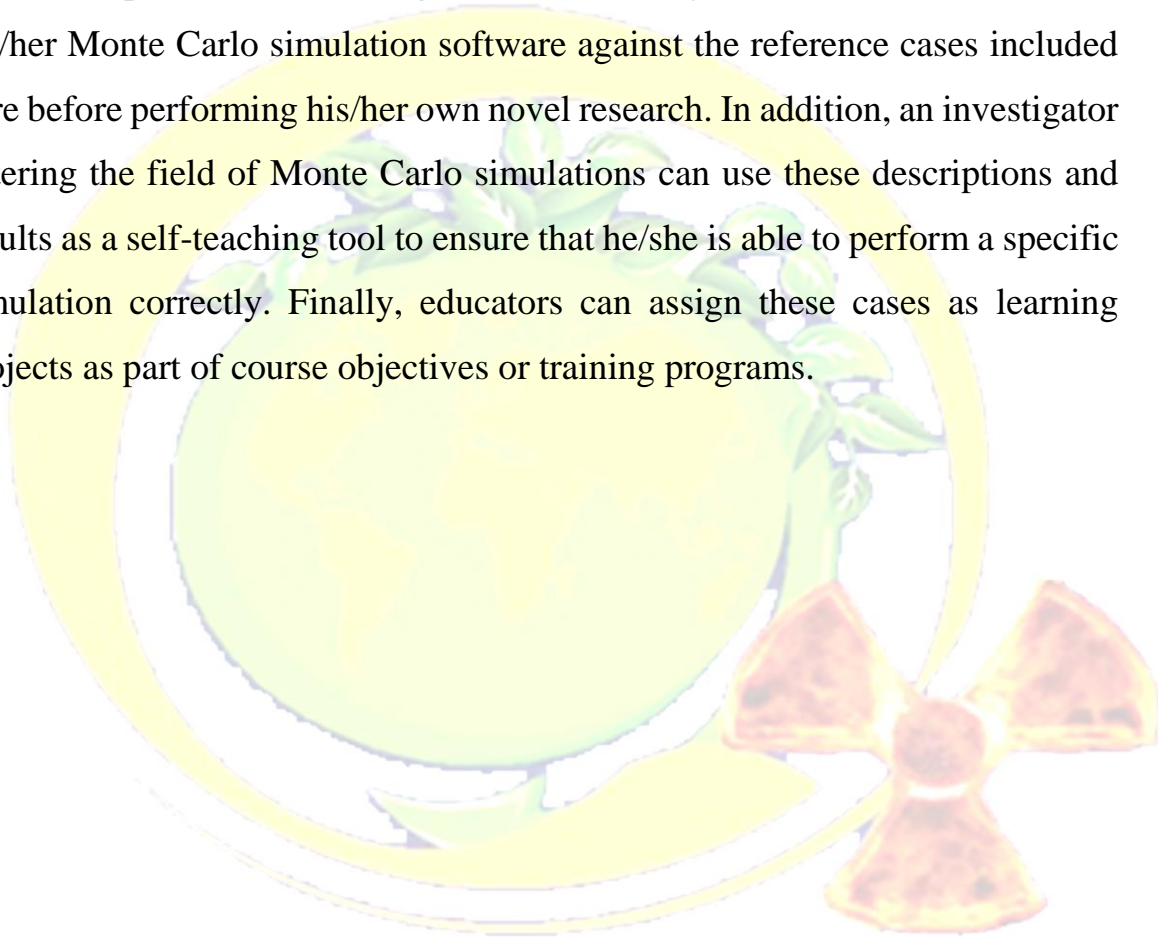 /her Monte Carlo simulation software against the reference cases included
re before performing his/her own novel research. In addition, an investigator
tering the field of Monte Carlo simulations can use these descriptions and
ults as a self-teaching tool to ensure that he/she is able to perform a specific
nulation correctly. Finally, educators can assign these cases as learning
ojects as part of course objectives or training programs.